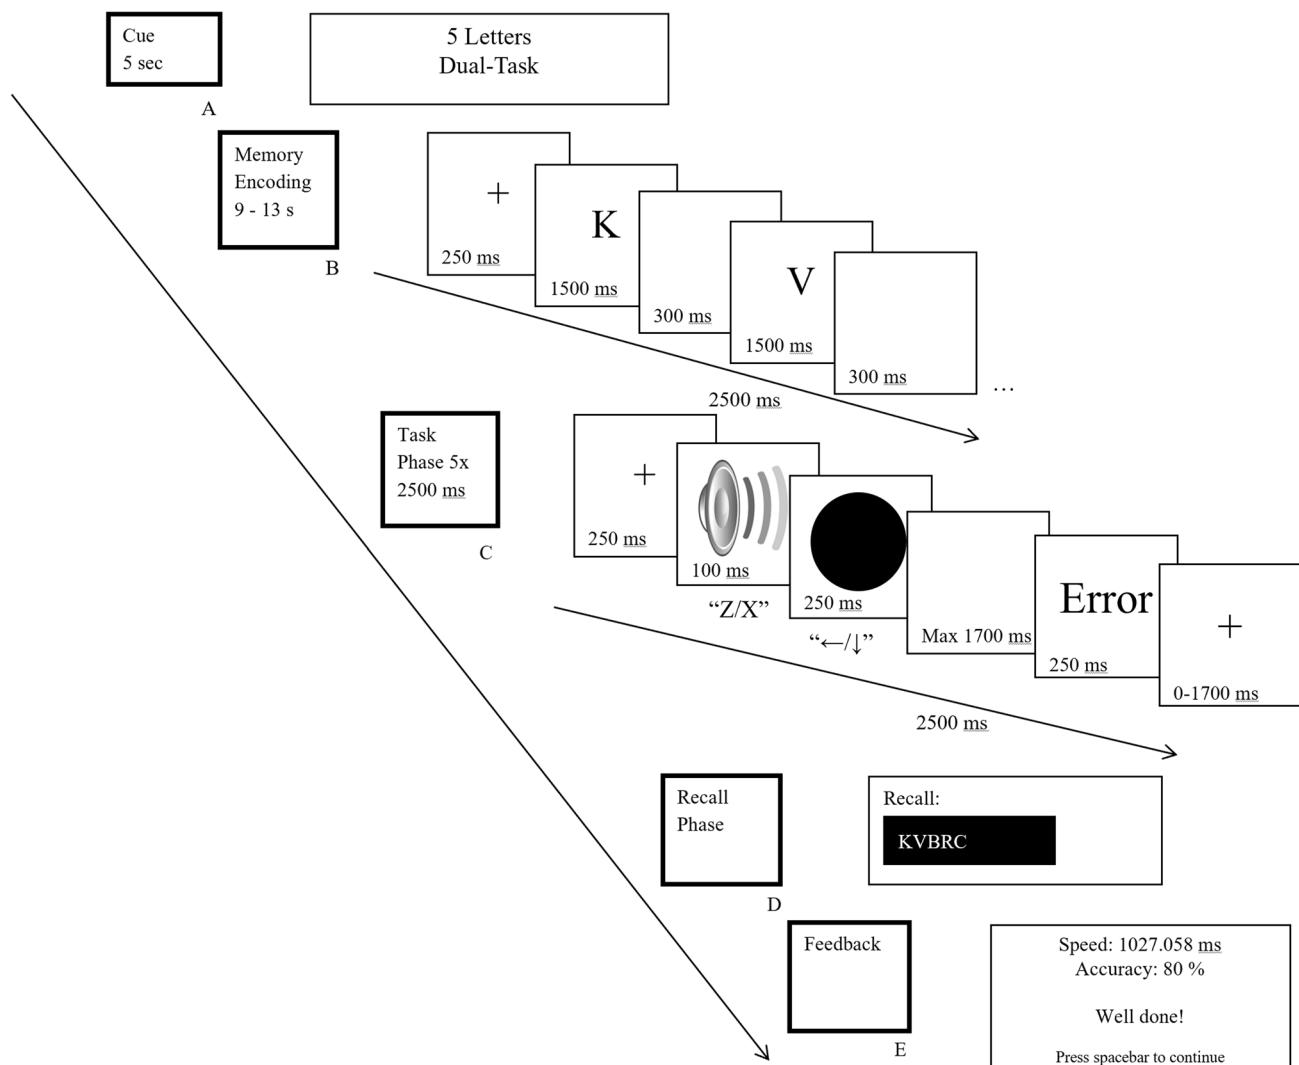 Cue
5 sec
A
5 Letters
Dual-Task
Memory
Encoding
9 - 13 s
B
+
250 ms
K
1500 ms
300 ms
V
1500 ms
300 ms
...
2500 ms
Task
Phase 5x
2500 ms
C
+
250 ms
100 ms
“Z/X”
250 ms
“←/↓”
Max 1700 ms
Error
250 ms
+
0-1700 ms
2500 ms
Recall
Phase
D
Recall:
KVBRC
Feedback
E
Speed: 1027.058 ms
Accuracy: 80 %
Well done!
Press spacebar to continue